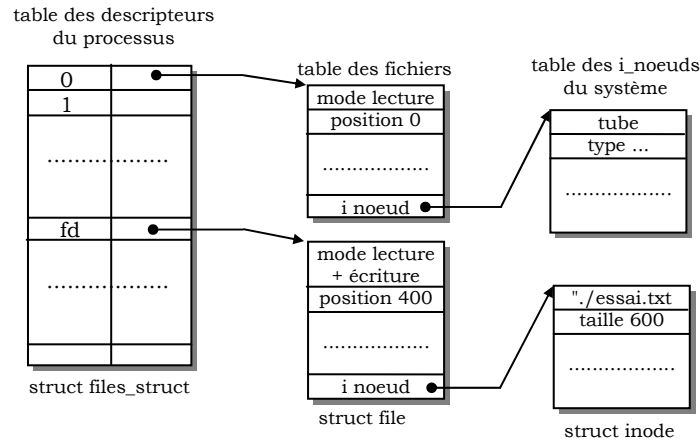 table des descripteurs
du processus
0
1
.....................
fd
.....................
struct files_struct
table des fichiers
mode lecture
position 0
..................
i noeud
mode lecture
+ écriture
position 400
..................
i noeud
struct file
table des i_noeuds
du système
tube
type ...
..................
"./essai.txt
taille 600
..................
struct inode